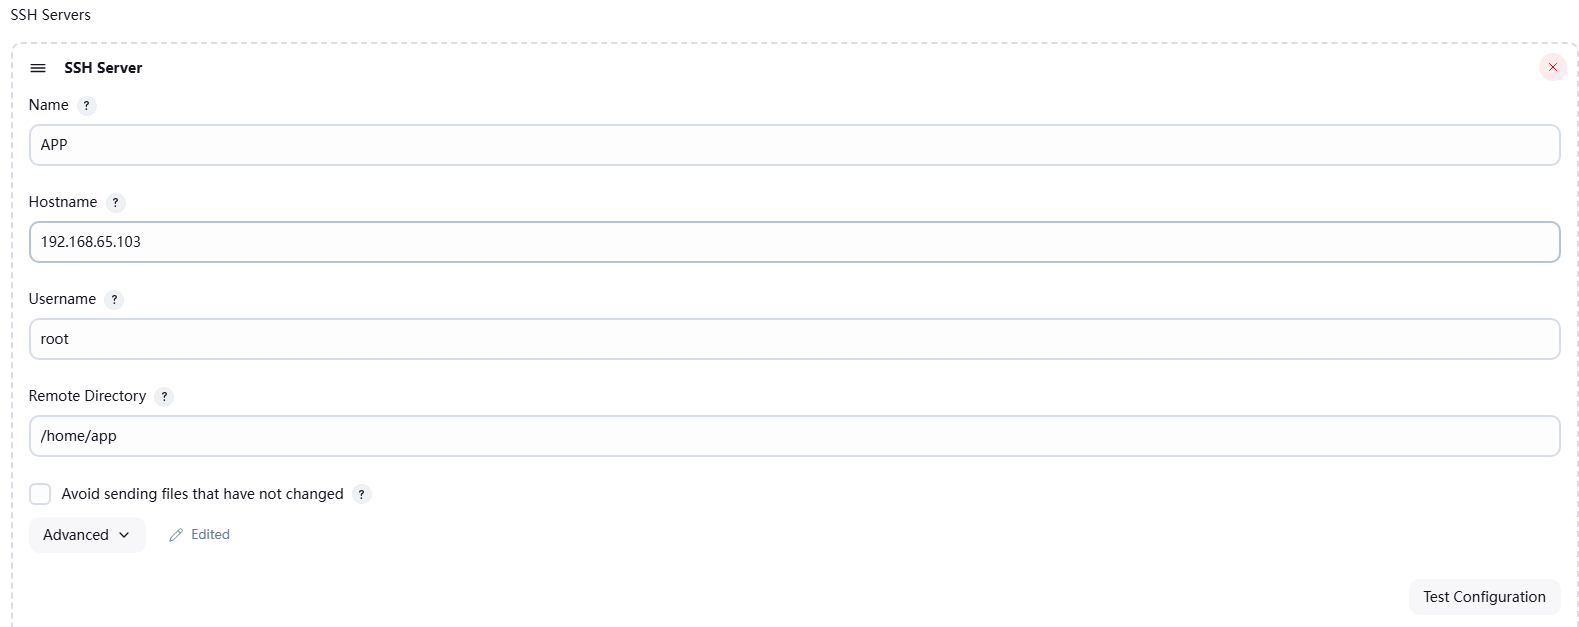 SSH Servers
SSH Server
Name ?
APP
Hostname ?
192.168.65.103
Username ?
root
Remote Directory ?
/home/app
Avoid sending files that have not changed ?
Advanced Edited
Test Configuration